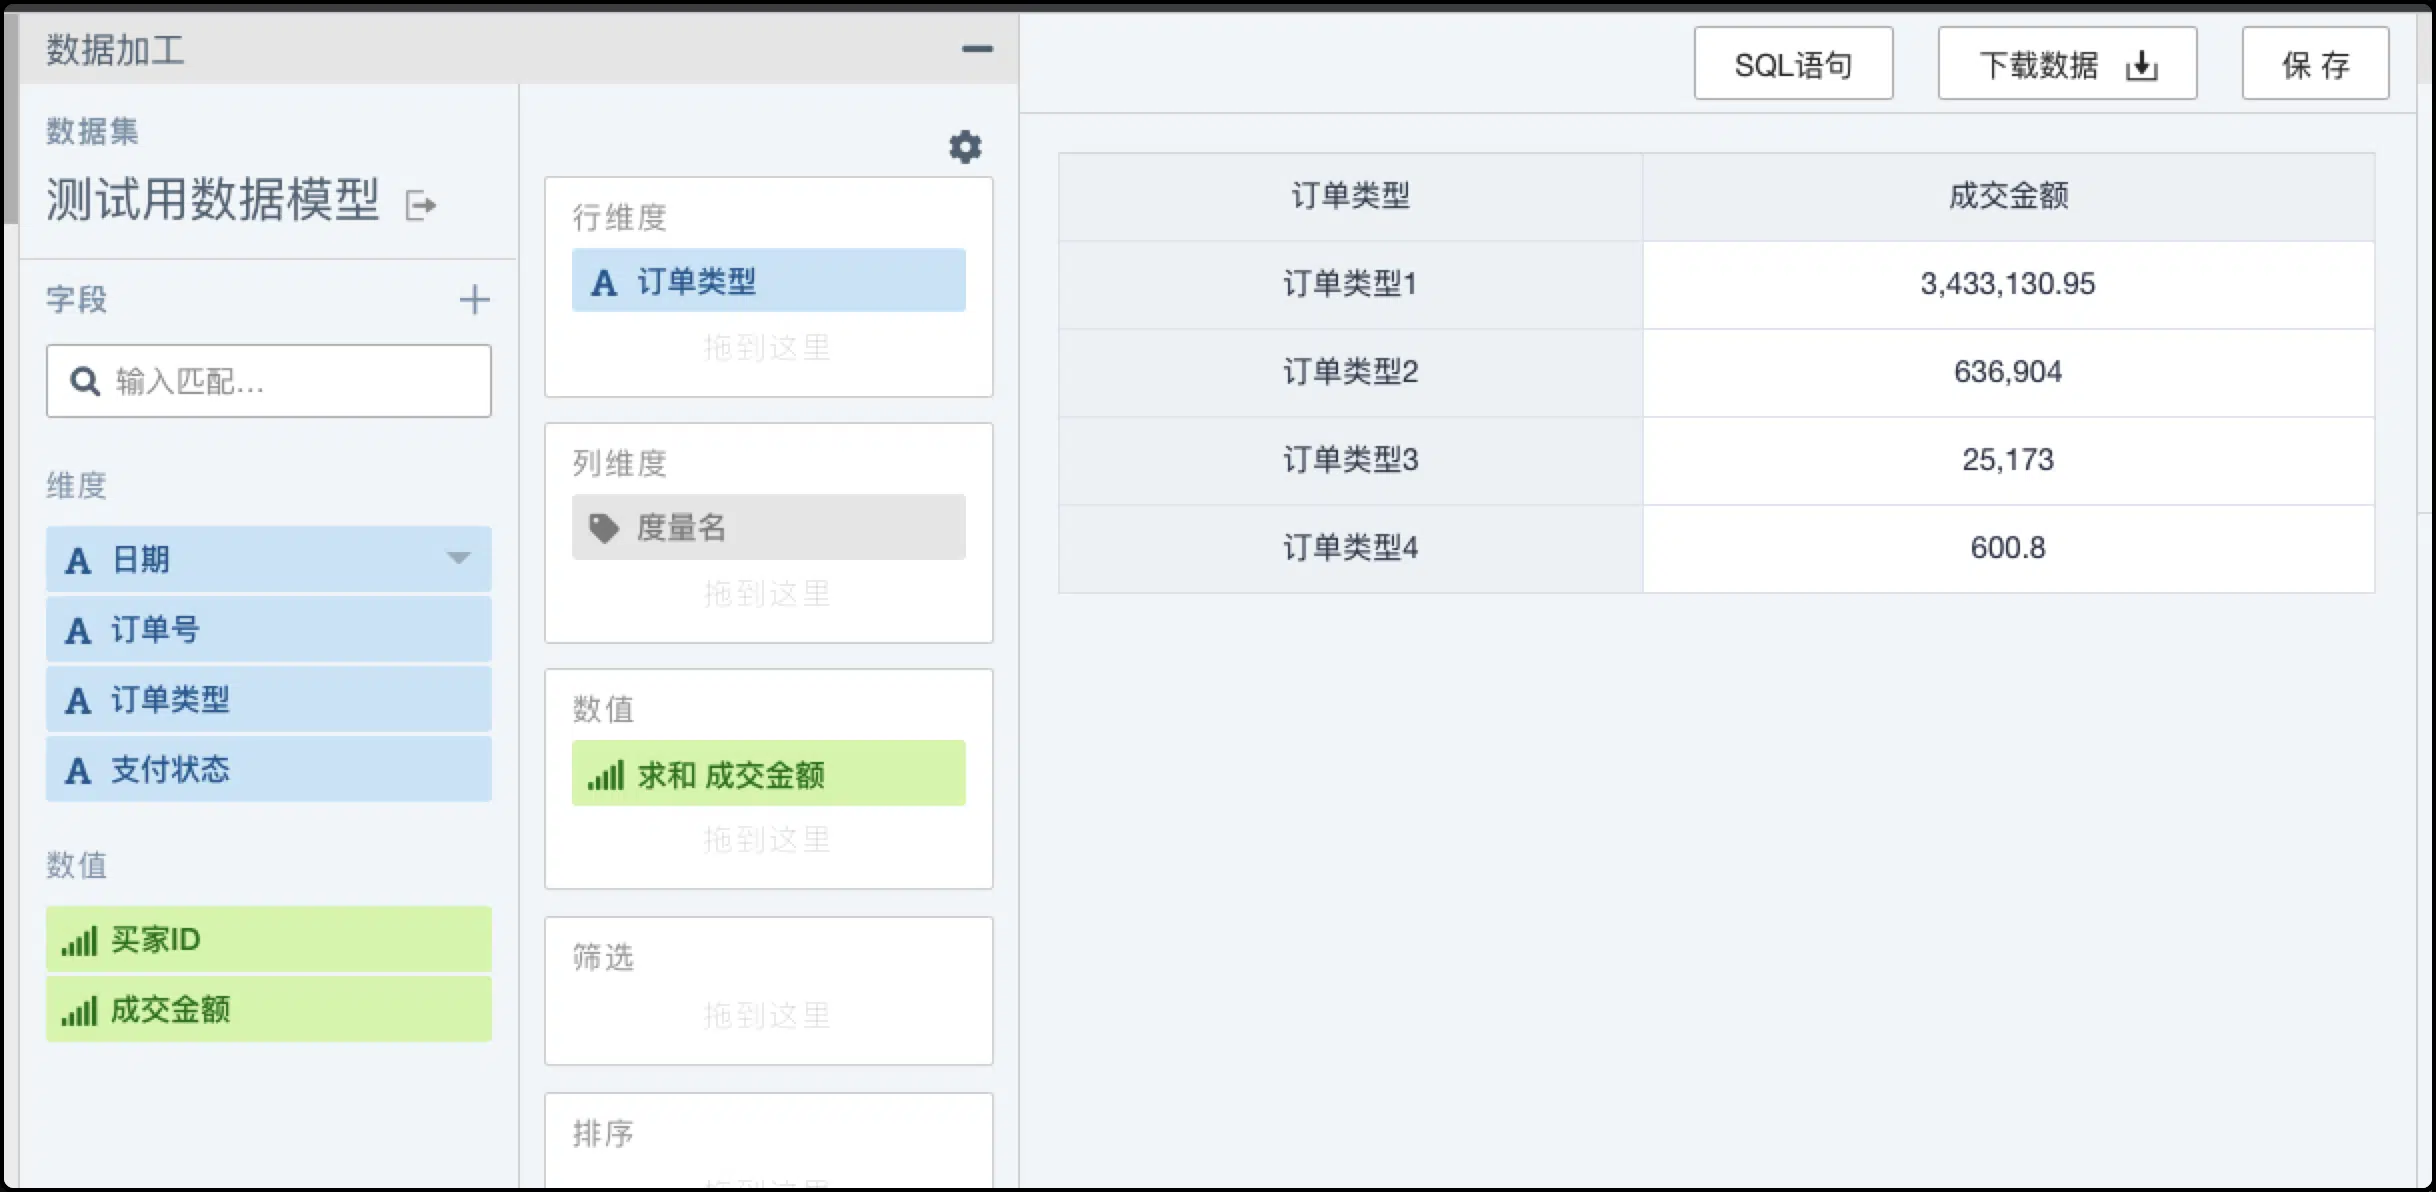 数据加工
SQL语句
下载数据
保 存
数据集
测试用数据模型
字段
输入匹配...
维度
A 日期
A 订单号
A 订单类型
A 支付状态
数值
买家ID
成交金额
行维度
A 订单类型
拖到这里
列维度
度量名
拖到这里
数值
求和 成交金额
拖到这里
筛选
拖到这里
排序
订单类型 成交金额
订单类型1 3,433,130.95
订单类型2 636,904
订单类型3 25,173
订单类型4 600.8